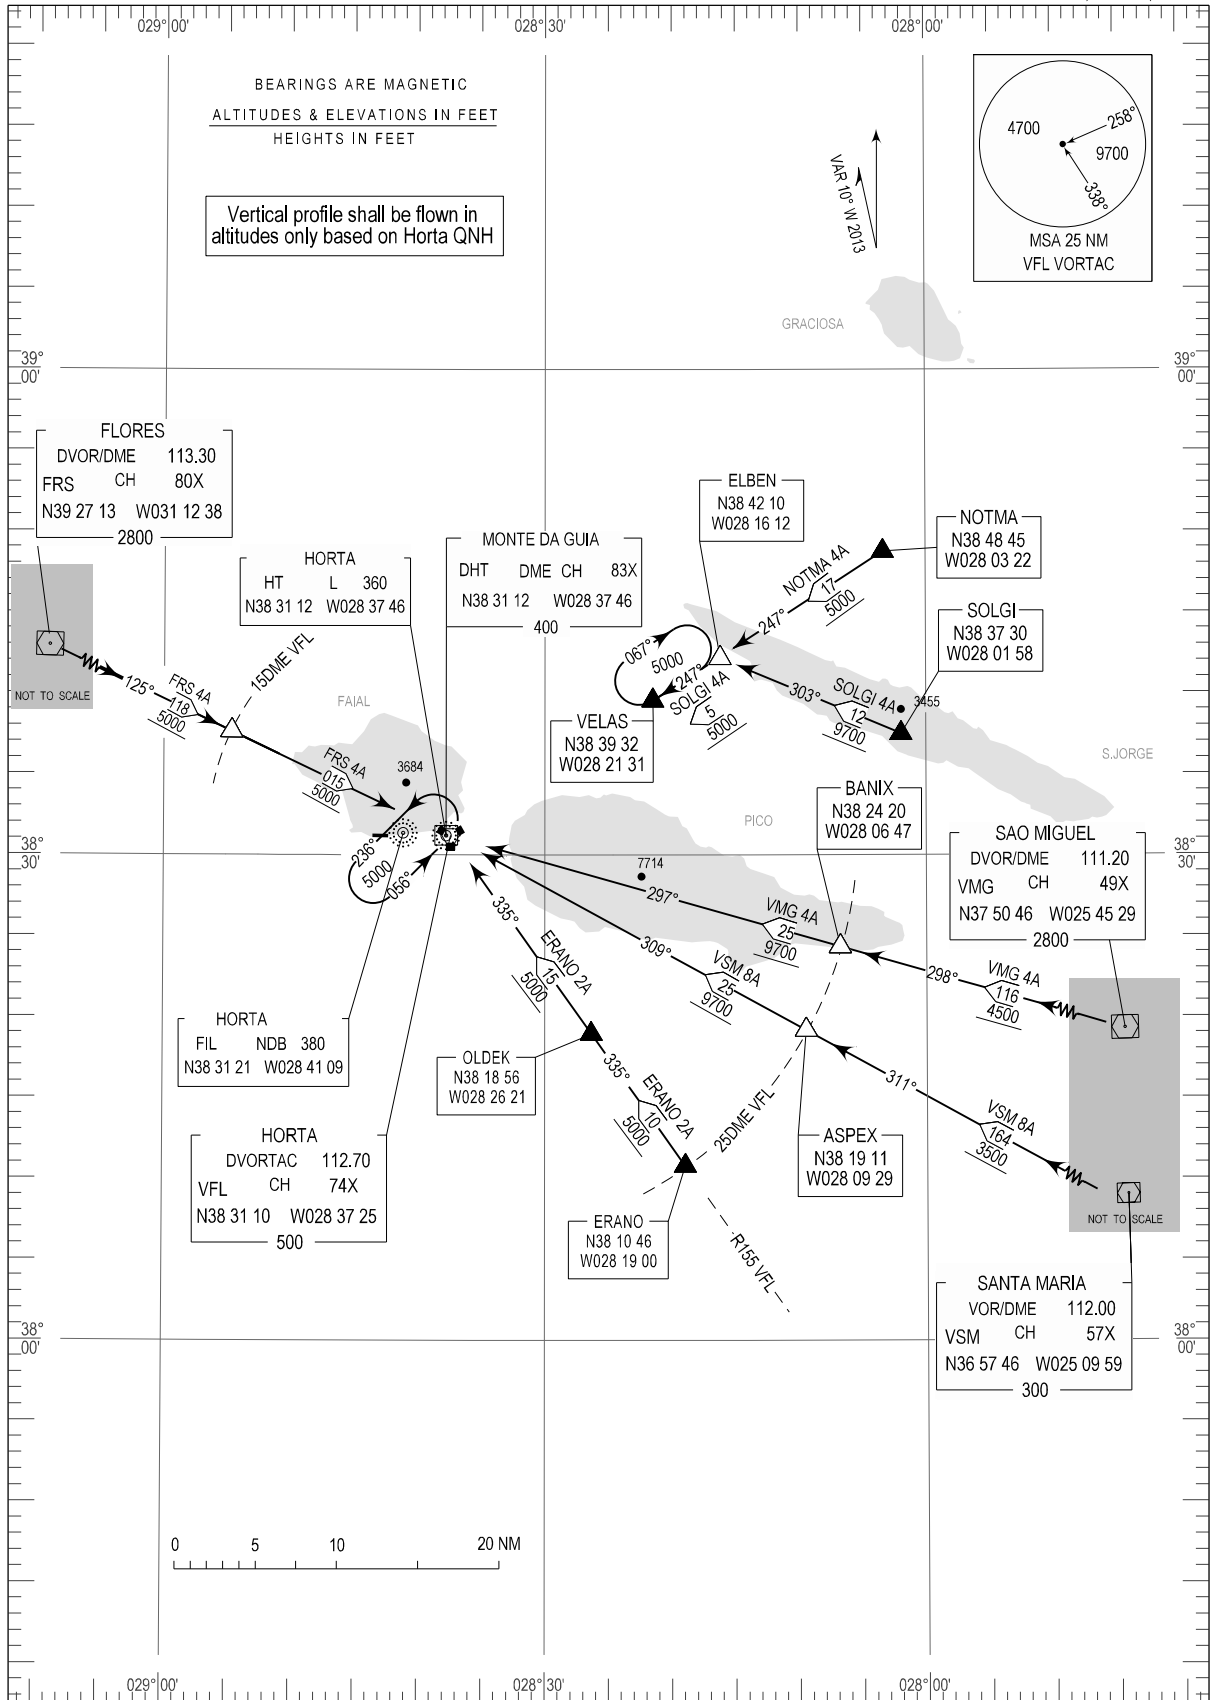 029° 00'
028° 30'
028° 00'
BEARINGS ARE MAGNETIC
ALTITUDES & ELEVATIONS IN FEET
HEIGHTS IN FEET
Vertical profile shall be flown in
altitudes only based on Horta QNH
VAR 10° W 2013
4700
258°
9700
338°
MSA 25 NM
VFL VORTAC
GRACIOSA
39°
00'
39°
00'
FLORES
DVOR/DME 113.30
FRS CH 80X
N39 27 13 W031 12 38
2800
NOT TO SCALE
HORTA
HT L 360
N38 31 12 W028 37 46
MONTE DA GUIA
DHT DME CH 83X
N38 31 12 W028 37 46
400
ELBEN
N38 42 10
W028 16 12
NOTMA
N38 48 45
W028 03 22
SOLGI
N38 37 30
W028 01 58
NOTMA 4A
17
5000
247°
067°
5000
247°
SOLGI 4A
5
5000
303°
SOLGI 4A
12
9700
3455
VELAS
N38 39 32
W028 21 31
S.JORGE
125°
FRS 4A
118
5000
15DME VFL
FAIAL
FRS 4A
015
5000
3684
236°
5000
056°
BANIX
N38 24 20
W028 06 47
PICO
7714
38°
30'
38°
30'
SAO MIGUEL
DVOR/DME 111.20
VMG CH 49X
N37 50 46 W025 45 29
2800
297°
VMG 4A
25
9700
298°
VMG 4A
116
4500
309°
VSM 8A
25
9700
311°
VSM 8A
164
3500
335°
ERANO 2A
15
5000
335°
ERANO 2A
10
5000
HORTA
FIL NDB 380
N38 31 21 W028 41 09
OLDEK
N38 18 56
W028 26 21
25DME VFL
ASPEX
N38 19 11
W028 09 29
HORTA
DVORTAC 112.70
VFL CH 74X
N38 31 10 W028 37 25
500
ERANO
N38 10 46
W028 19 00
R155 VFL
NOT TO SCALE
SANTA MARIA
VOR/DME 112.00
VSM CH 57X
N36 57 46 W025 09 59
300
38°
00'
38°
00'
0 5 10 20 NM
029° 00'
028° 30'
028° 00'